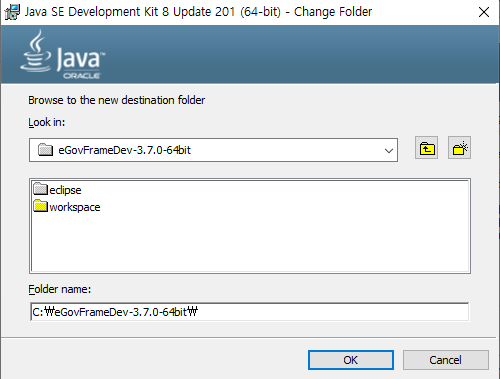 Java SE Development Kit 8 Update 201 (64-bit) - Change Folder
Java™
ORACLE
Browse to the new destination folder
Look in:
eGovFrameDev-3.7.0-64bit
eclipse
workspace
Folder name:
C:₩eGovFrameDev-3.7.0-64bit₩
OK Cancel